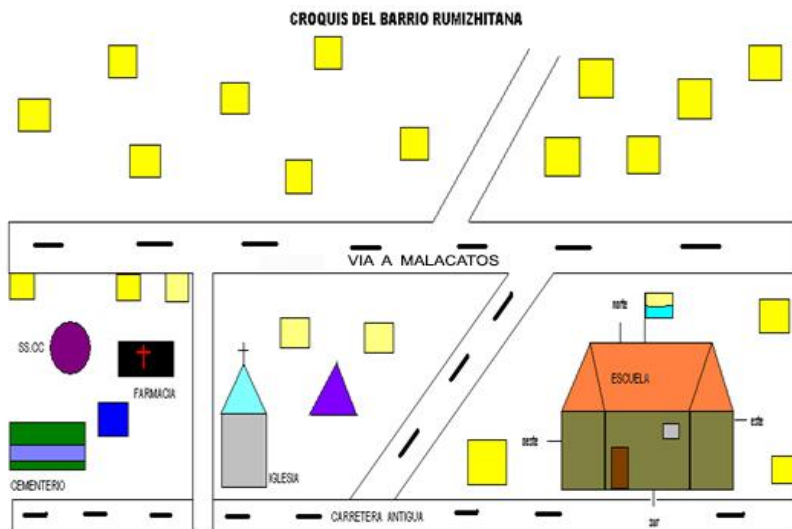 CROQUIS DEL BARRIO RUMIZHITANA
VIA A MALACATOS
norte
SS.CC
FARMACIA
ESCUELA
oeste
este
CEMENTERIO
IGLESIA
CARRETERA ANTIGUA
sur